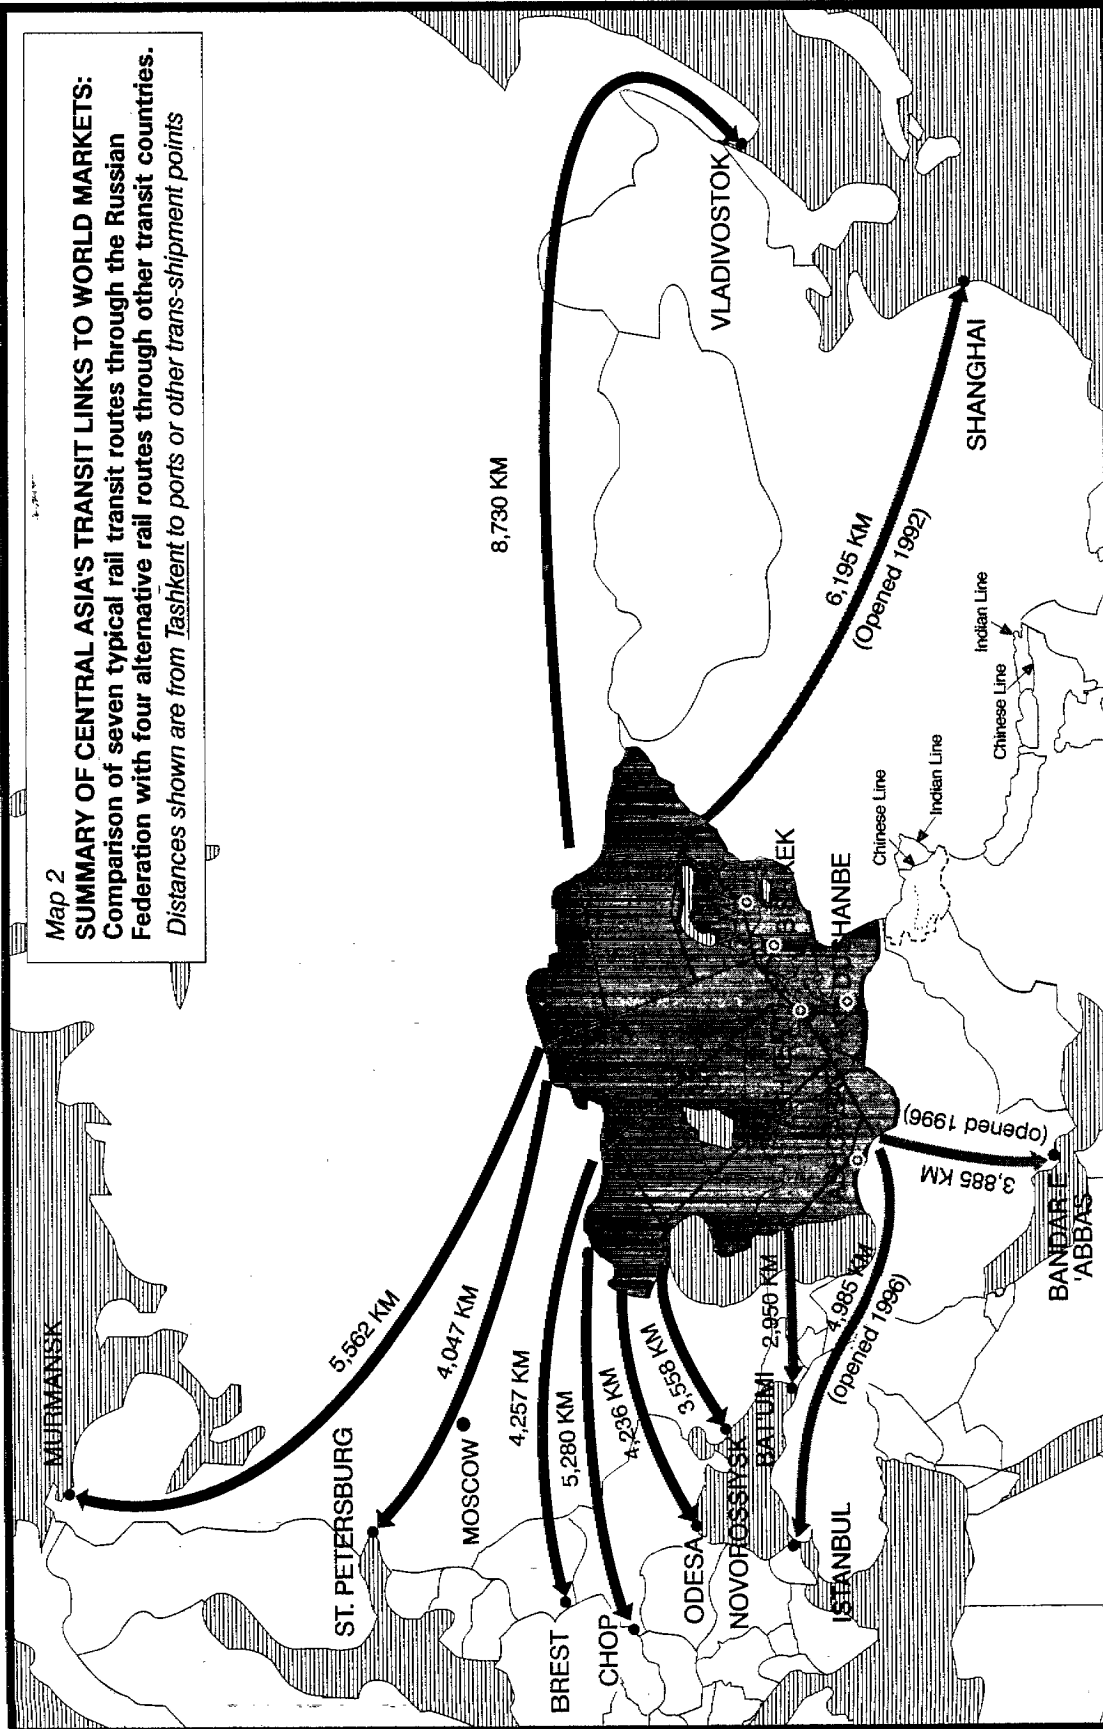 Map 2
SUMMARY OF CENTRAL ASIA'S TRANSIT LINKS TO WORLD MARKETS:
Comparison of seven typical rail transit routes through the Russian
Federation with four alternative rail routes through other transit countries.
Distances shown are from Tashkent to ports or other trans-shipment points
MURMANSK
5,562 KM
ST. PETERSBURG
4,047 KM
MOSCOW
8,730 KM
4,257 KM
BREST
5,280 KM
CHOP
4,236 KM
ODESA
3,558 KM
NOVOROSSIYSK
VLADIVOSTOK
2,950 KM
BATUMI
4,985 KM
(opened 1996)
ISTANBUL
6,195 KM
(Opened 1992)
SHANGHAI
DUSHANBE
Chinese Line
Indian Line
Chinese Line
Indian Line
3,885 KM
(opened 1996)
BANDAR E
'ABBAS